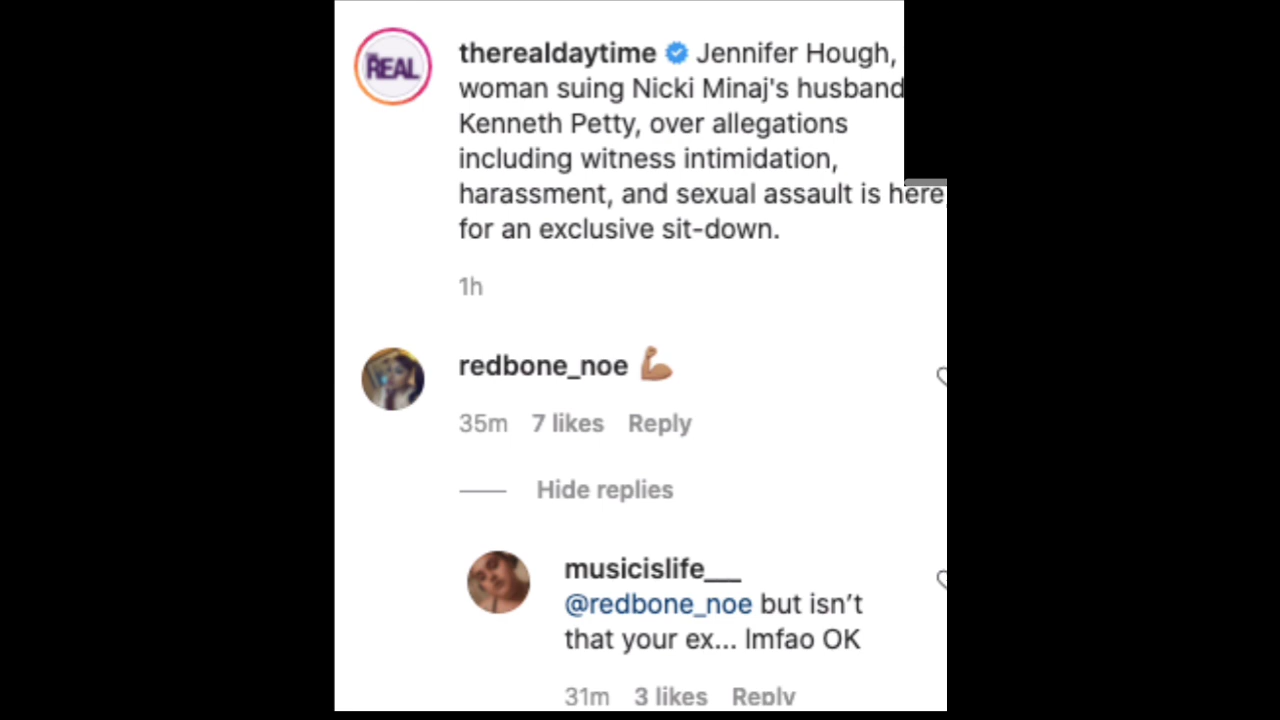 THE REAL
therealdaytime Jennifer Hough,
woman suing Nicki Minaj's husband
Kenneth Petty, over allegations
including witness intimidation,
harassment, and sexual assault is here,
for an exclusive sit-down.
1h
redbone_noe 💪🏽
35m 7 likes Reply
Hide replies
musicislife___
@redbone_noe but isn’t
that your ex... lmfao OK
31m 3 likes Reply